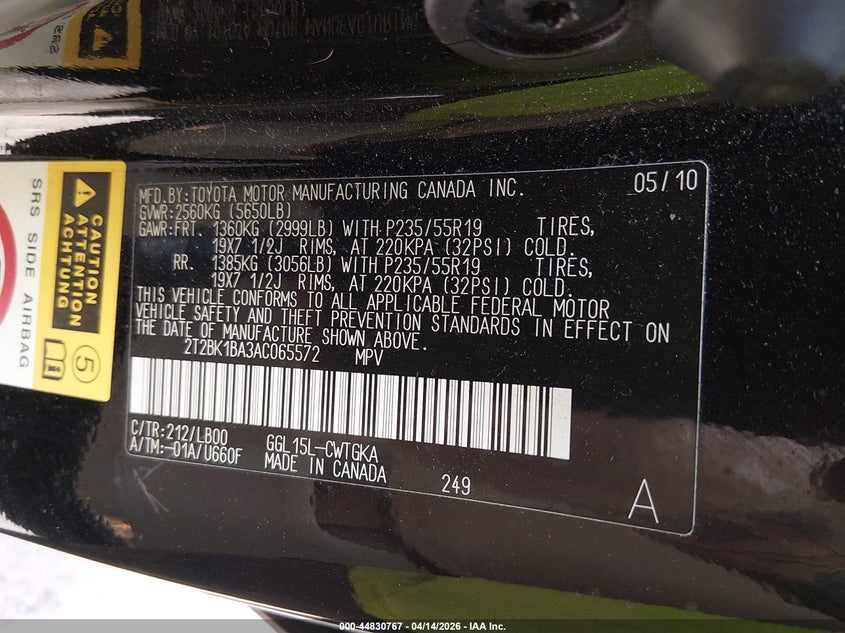 MFD.BY:TOYOTA MOTOR MANUFACTURING CANADA INC. 05/10
GVWR:2560KG (5650LB)
GAWR:FRT. 1360KG (2999LB) WITH P235/55R19 TIRES,
19X7 1/2J RIMS, AT 220KPA (32PSI) COLD.
RR. 1385KG (3056LB) WITH P235/55R19 TIRES,
19X7 1/2J RIMS, AT 220KPA (32PSI) COLD.
THIS VEHICLE CONFORMS TO ALL APPLICABLE FEDERAL MOTOR
VEHICLE SAFETY AND THEFT PREVENTION STANDARDS IN EFFECT ON
THE DATE OF MANUFACTURE SHOWN ABOVE.
2T2BK1BA3AC065572 MPV
C/TR:212/LB00 GGL15L-CWTGKA
A/TM:-01A/U660F MADE IN CANADA 249 A
CAUTION
ATTENTION
ACHTUNG
SRS SIDE AIRBAG
5
000-44830767 - 04/14/2026 - IAA Inc.